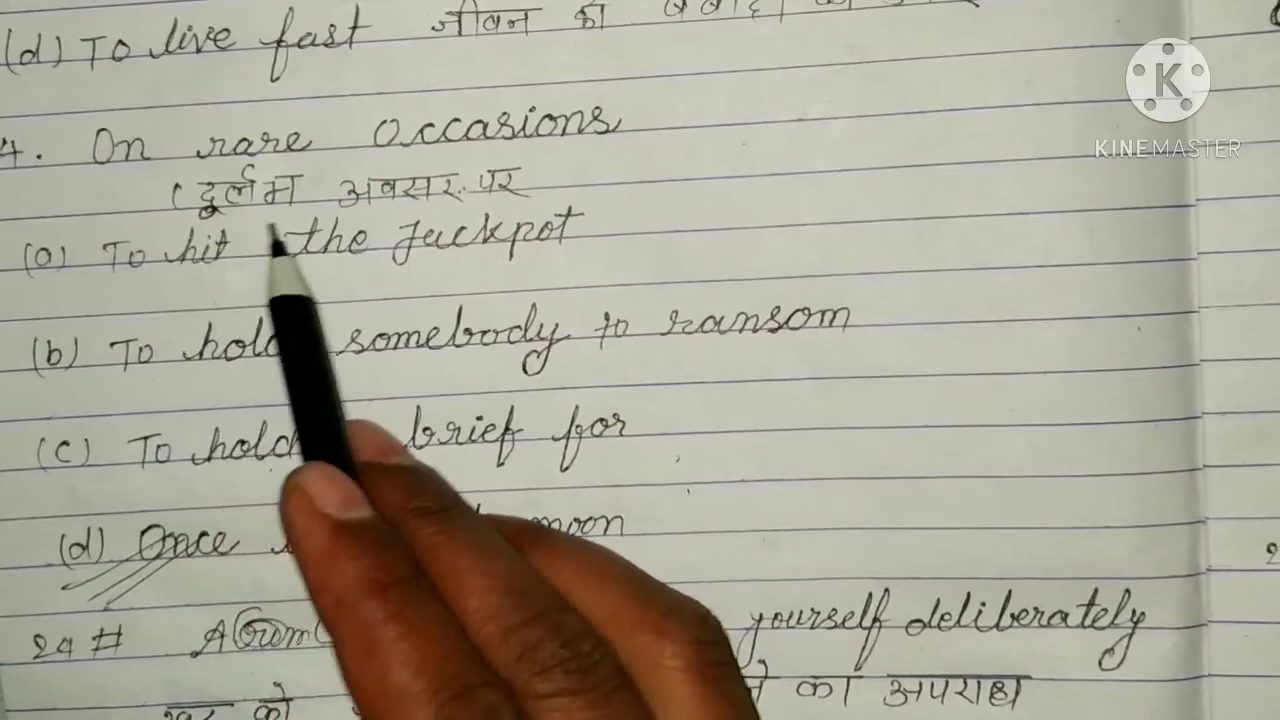 (d) To live fast जीवन को
K
KINEMASTER
4. On rare Occasions
( दुर्लभ अवसर पर
(a) To hit the Jackpot
(b) To hold somebody to ransom
(c) To hold brief for
(d) Once moon
24 # yourself deliberately
को का अपराध
2